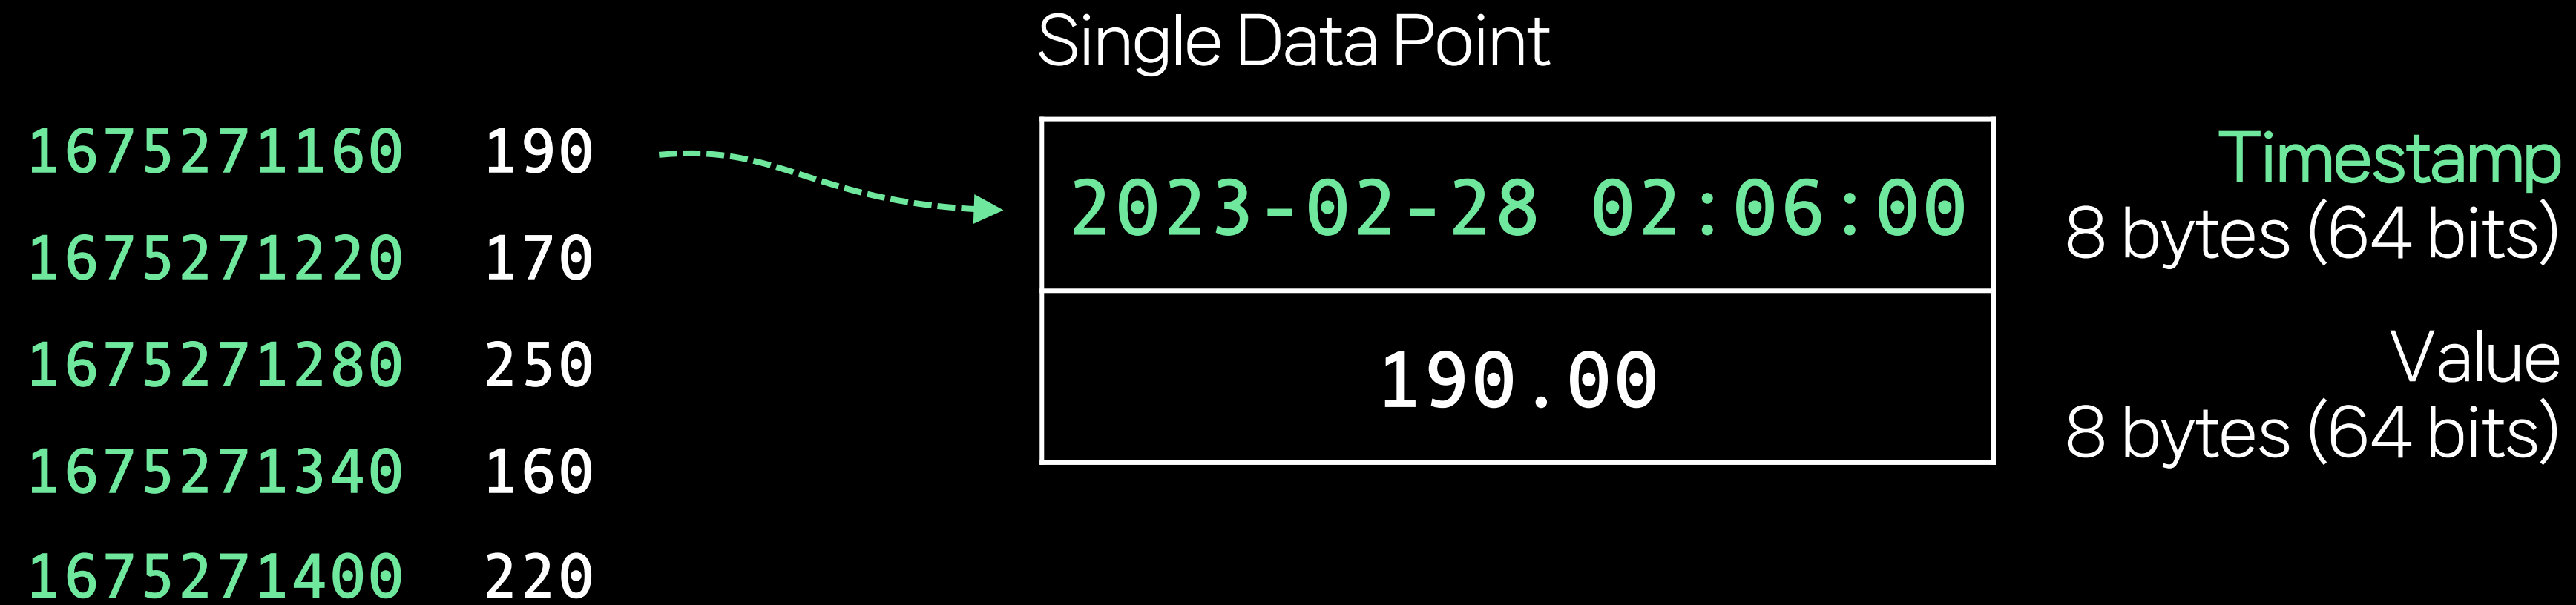 Single Data Point
1675271160 190
1675271220 170
1675271280 250
1675271340 160
1675271400 220
2023-02-28 02:06:00
190.00
Timestamp
8 bytes (64 bits)
Value
8 bytes (64 bits)